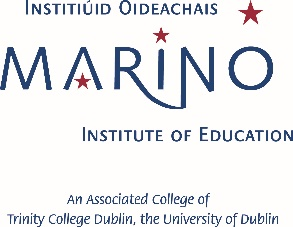 INSTITIÚID OIDEACHAIS
MARINO
INSTITUTE OF EDUCATION
An Associated College of
Trinity College Dublin, the University of Dublin